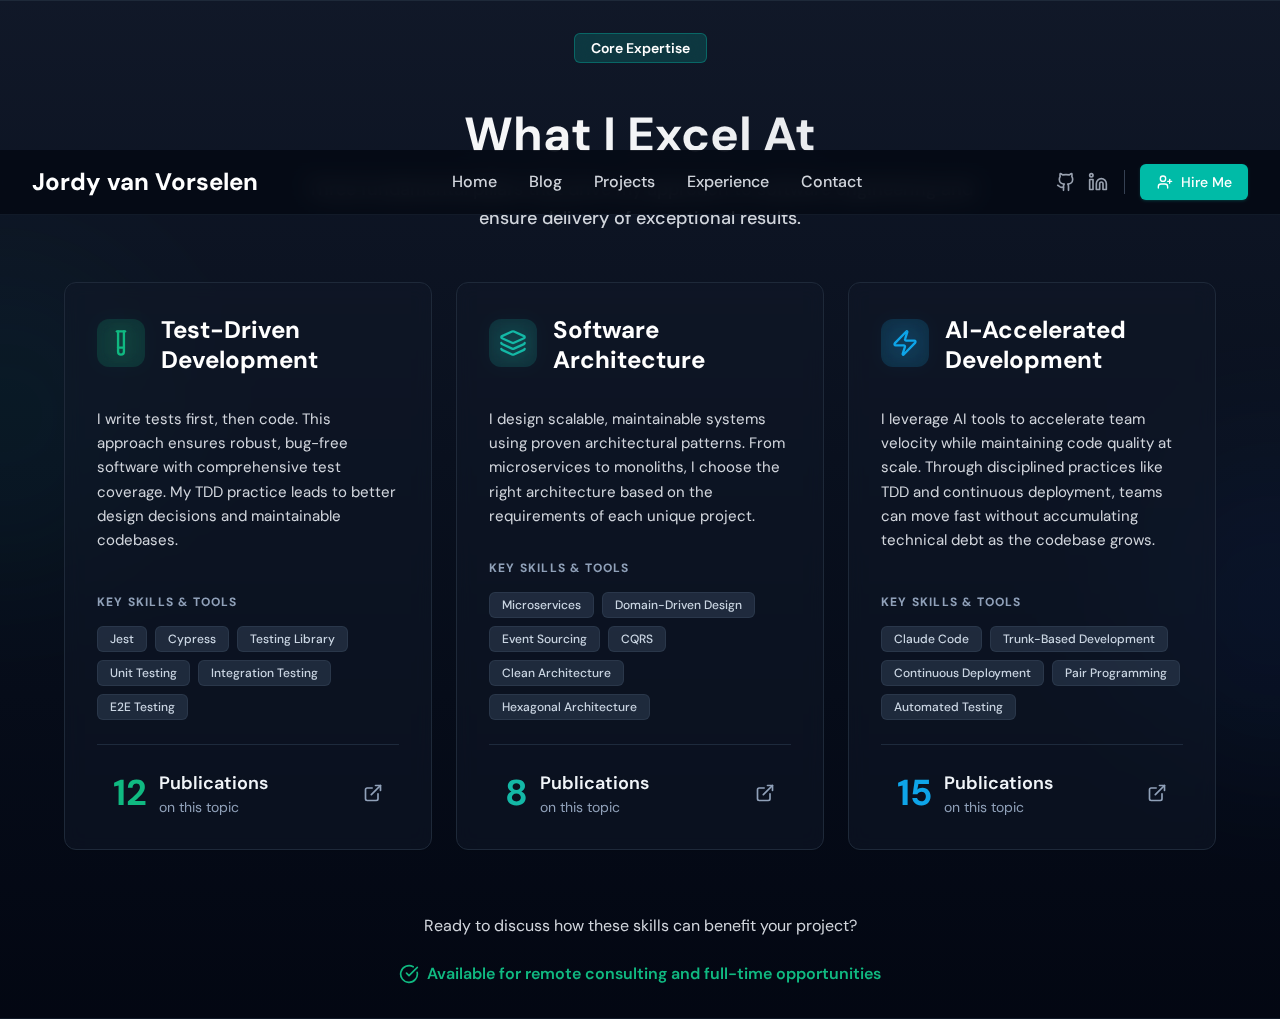 Core Expertise
What I Excel At
Jordy van Vorselen
Home
Blog
Projects
Experience
Contact
Hire Me
ensure delivery of exceptional results.
Test-Driven
Development
I write tests first, then code. This
approach ensures robust, bug-free
software with comprehensive test
coverage. My TDD practice leads to better
design decisions and maintainable
codebases.
KEY SKILLS & TOOLS
Jest
Cypress
Testing Library
Unit Testing
Integration Testing
E2E Testing
12
Publications
on this topic
Software
Architecture
I design scalable, maintainable systems
using proven architectural patterns. From
microservices to monoliths, I choose the
right architecture based on the
requirements of each unique project.
KEY SKILLS & TOOLS
Microservices
Domain-Driven Design
Event Sourcing
CQRS
Clean Architecture
Hexagonal Architecture
8
Publications
on this topic
AI-Accelerated
Development
I leverage AI tools to accelerate team
velocity while maintaining code quality at
scale. Through disciplined practices like
TDD and continuous deployment, teams
can move fast without accumulating
technical debt as the codebase grows.
KEY SKILLS & TOOLS
Claude Code
Trunk-Based Development
Continuous Deployment
Pair Programming
Automated Testing
15
Publications
on this topic
Ready to discuss how these skills can benefit your project?
Available for remote consulting and full-time opportunities